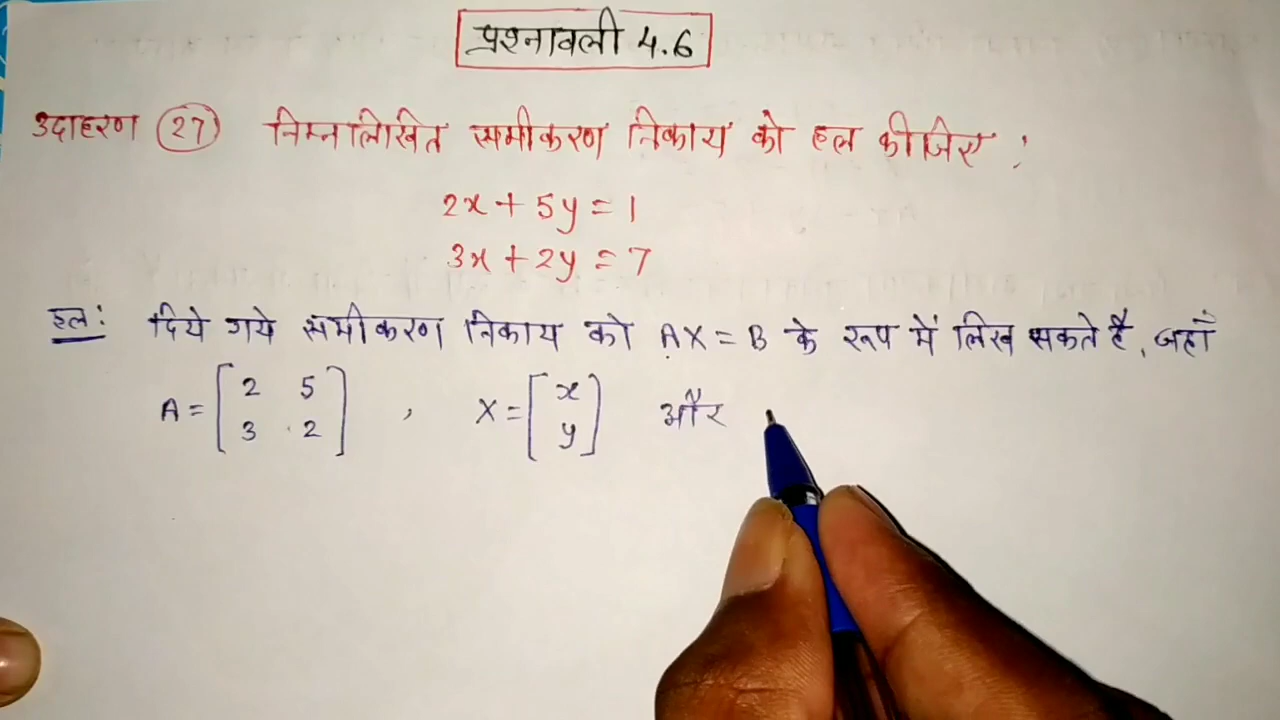 प्रश्नावली 4.6
उदाहरण (27) निम्नलिखित समीकरण निकाय को हल कीजिए :
2x + 5y = 1
3x + 2y = 7
हल: दिये गये समीकरण निकाय को AX = B के रूप में लिख सकते है, जहाँ
A = [2 5
3 2] , X = [x
y] और